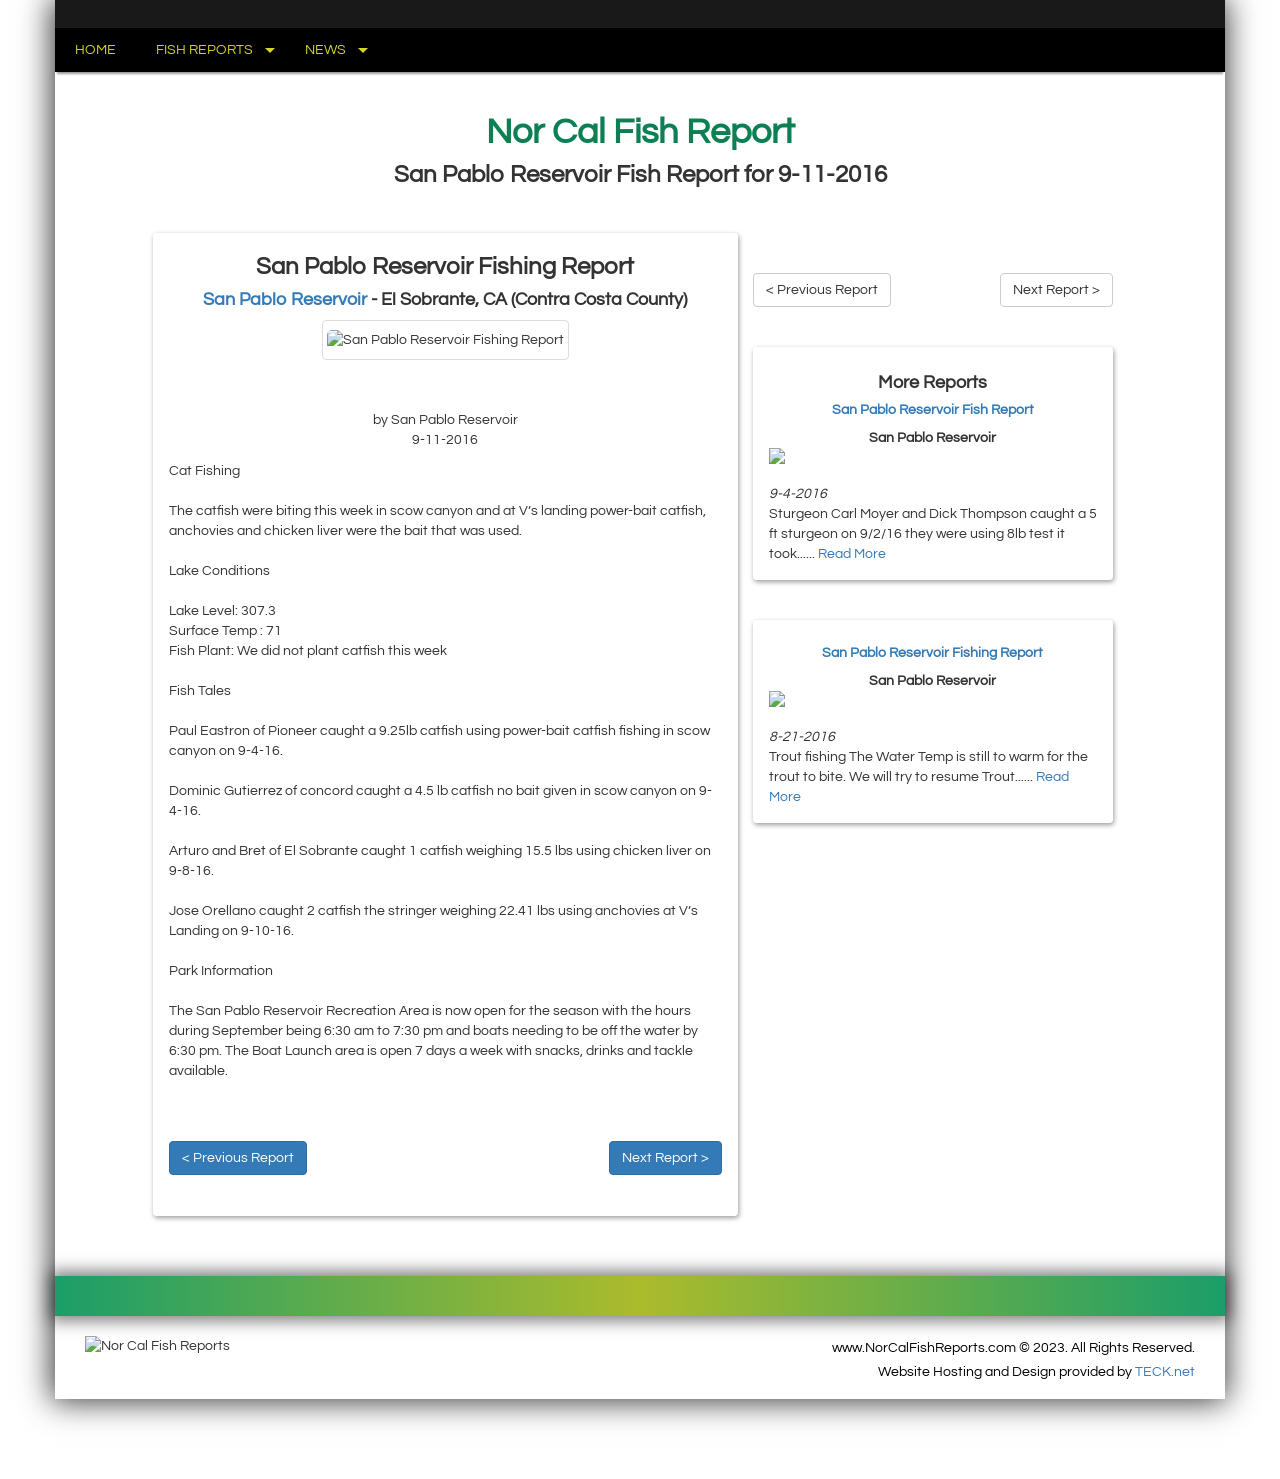 HOME FISH REPORTS NEWS
Nor Cal Fish Report
San Pablo Reservoir Fish Report for 9-11-2016
San Pablo Reservoir Fishing Report
San Pablo Reservoir - El Sobrante, CA (Contra Costa County)
San Pablo Reservoir Fishing Report
by San Pablo Reservoir
9-11-2016
Cat Fishing
The catfish were biting this week in scow canyon and at V's landing power-bait catfish,
anchovies and chicken liver were the bait that was used.
Lake Conditions
Lake Level: 307.3
Surface Temp : 71
Fish Plant: We did not plant catfish this week
Fish Tales
Paul Eastron of Pioneer caught a 9.25lb catfish using power-bait catfish fishing in scow
canyon on 9-4-16.
Dominic Gutierrez of concord caught a 4.5 lb catfish no bait given in scow canyon on 9-
4-16.
Arturo and Bret of El Sobrante caught 1 catfish weighing 15.5 lbs using chicken liver on
9-8-16.
Jose Orellano caught 2 catfish the stringer weighing 22.41 lbs using anchovies at V's
Landing on 9-10-16.
Park Information
The San Pablo Reservoir Recreation Area is now open for the season with the hours
during September being 6:30 am to 7:30 pm and boats needing to be off the water by
6:30 pm. The Boat Launch area is open 7 days a week with snacks, drinks and tackle
available.
< Previous Report Next Report >
< Previous Report Next Report >
More Reports
San Pablo Reservoir Fish Report
San Pablo Reservoir
9-4-2016
Sturgeon Carl Moyer and Dick Thompson caught a 5
ft sturgeon on 9/2/16 they were using 8lb test it
took...... Read More
San Pablo Reservoir Fishing Report
San Pablo Reservoir
8-21-2016
Trout fishing The Water Temp is still to warm for the
trout to bite. We will try to resume Trout...... Read
More
Nor Cal Fish Reports
www.NorCalFishReports.com © 2023. All Rights Reserved.
Website Hosting and Design provided by TECK.net